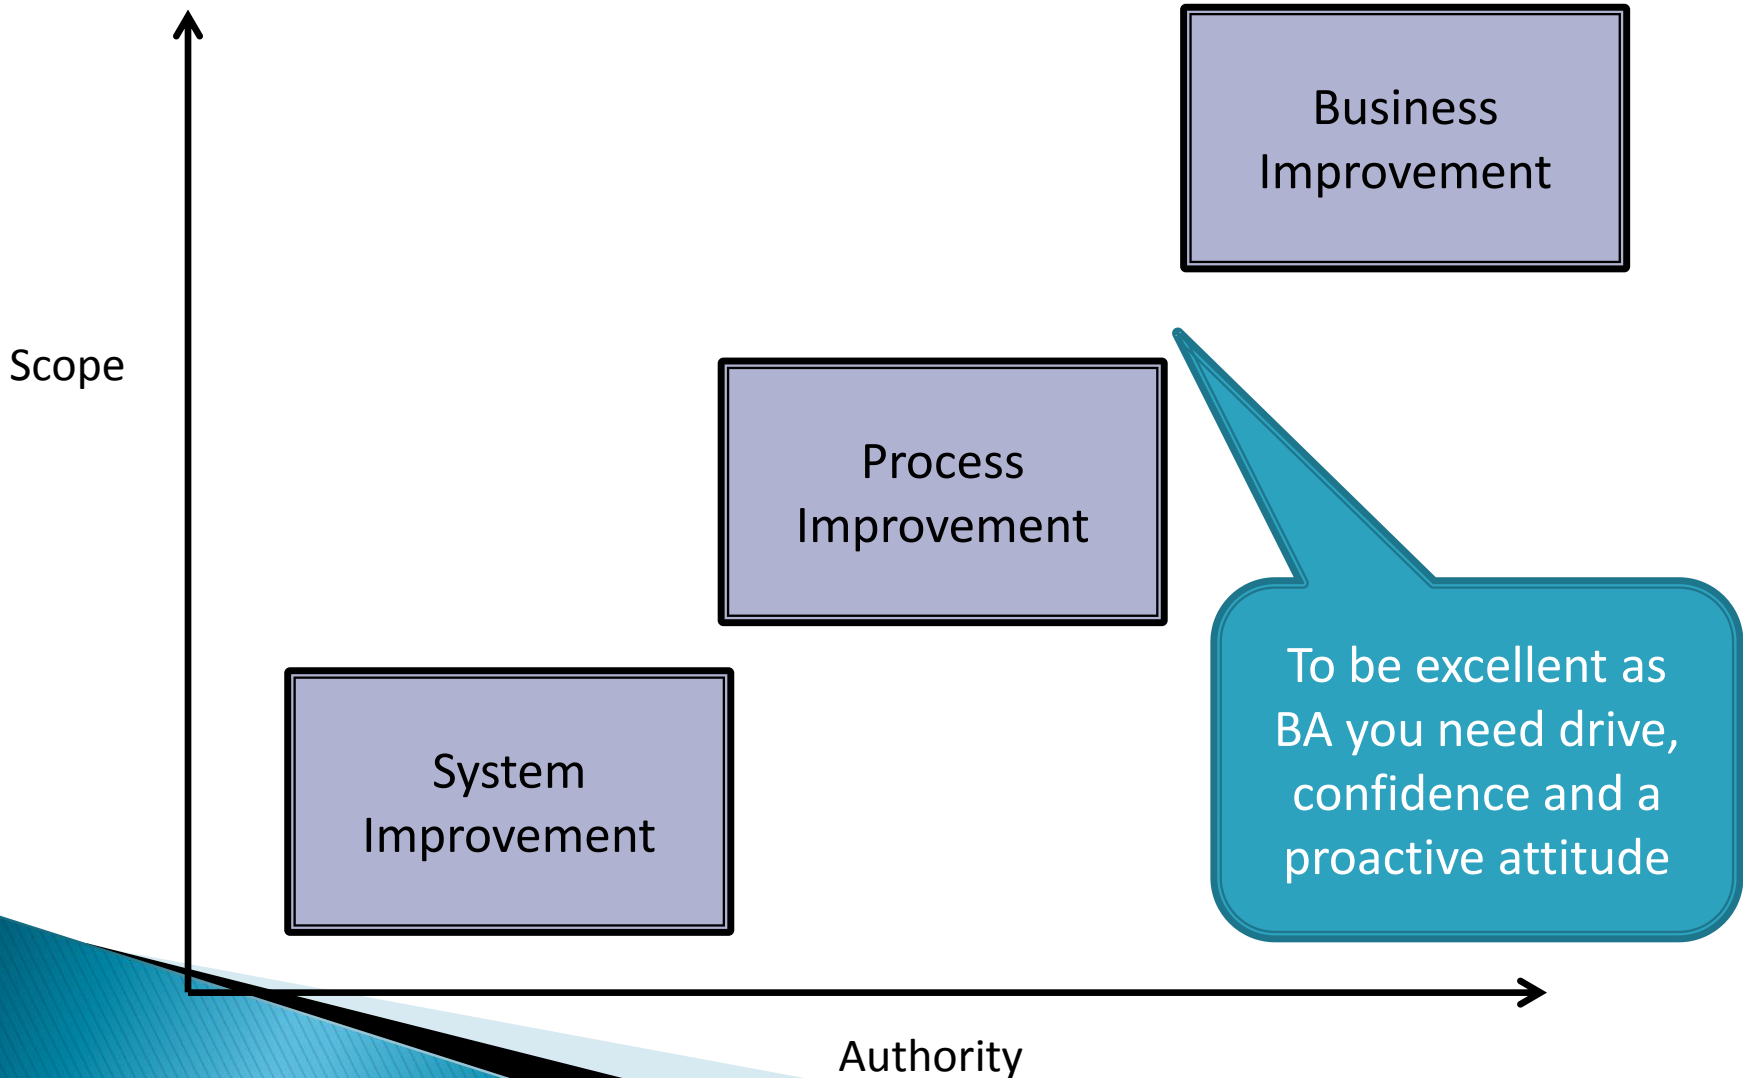 Business
Improvement
Scope
Process
Improvement
To be excellent as
BA you need drive,
confidence and a
proactive attitude
System
Improvement
Authority